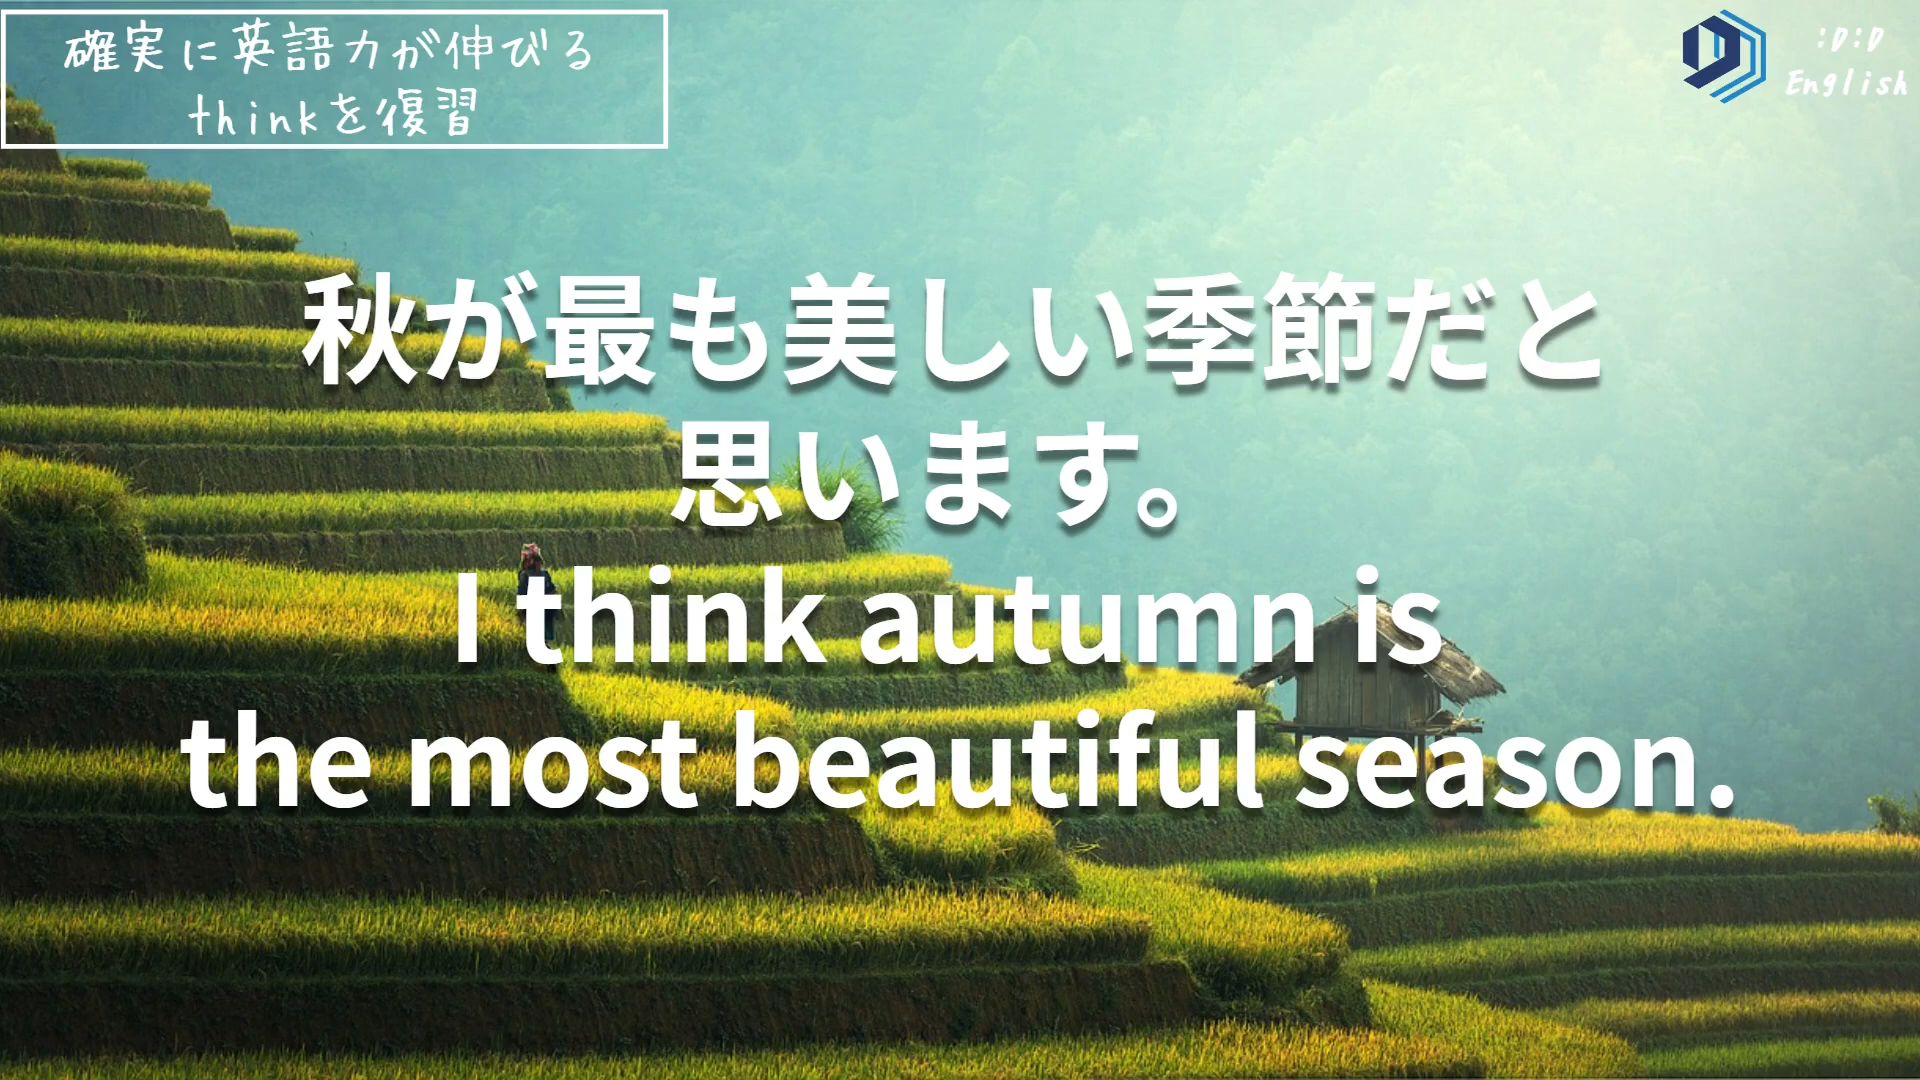 確実に英語力が伸びる
thinkを復習
:D:D
English
秋が最も美しい季節だと
思います。
I think autumn is
the most beautiful season.